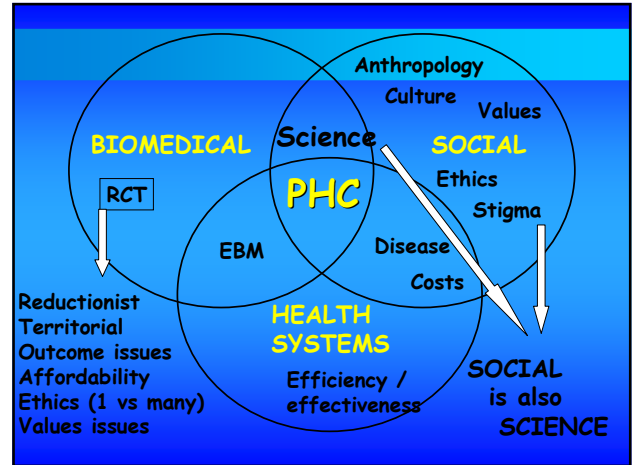 Anthropology
Culture
Values
BIOMEDICAL
Science
SOCIAL
PHC
Ethics
Stigma
RCT
EBM
Disease
Costs
Reductionist
Territorial
Outcome issues
Affordability
Ethics (1 vs many)
Values issues
HEALTH
SYSTEMS
Efficiency /
effectiveness
SOCIAL
is also
SCIENCE